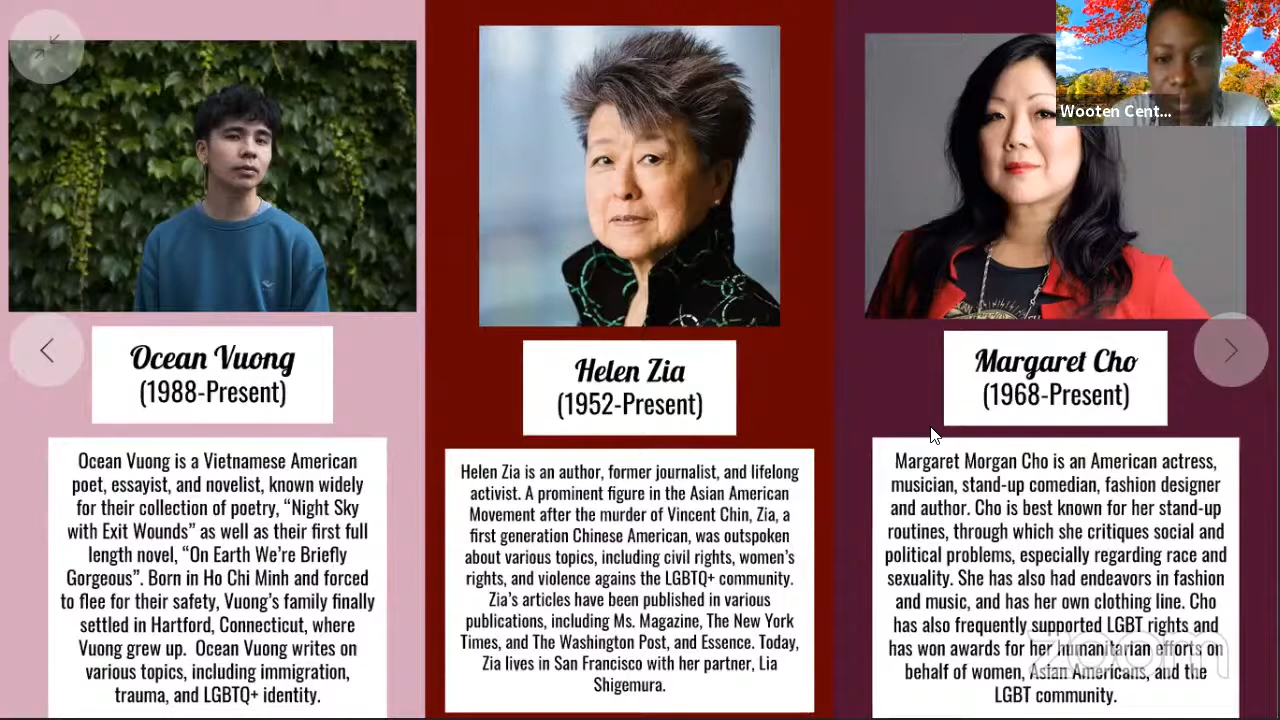 Wooten Cent...
Ocean Vuong
(1988-Present)
Ocean Vuong is a Vietnamese American
poet, essayist, and novelist, known widely
for their collection of poetry, “Night Sky
with Exit Wounds” as well as their first full
length novel, “On Earth We’re Briefly
Gorgeous”. Born in Ho Chi Minh and forced
to flee for their safety, Vuong’s family finally
settled in Hartford, Connecticut, where
Vuong grew up. Ocean Vuong writes on
various topics, including immigration,
trauma, and LGBTQ+ identity.
Helen Zia
(1952-Present)
Helen Zia is an author, former journalist, and lifelong
activist. A prominent figure in the Asian American
Movement after the murder of Vincent Chin, Zia, a
first generation Chinese American, was outspoken
about various topics, including civil rights, women’s
rights, and violence agains the LGBTQ+ community.
Zia’s articles have been published in various
publications, including Ms. Magazine, The New York
Times, and The Washington Post, and Essence. Today,
Zia lives in San Francisco with her partner, Lia
Shigemura.
Margaret Cho
(1968-Present)
Margaret Morgan Cho is an American actress,
musician, stand-up comedian, fashion designer
and author. Cho is best known for her stand-up
routines, through which she critiques social and
political problems, especially regarding race and
sexuality. She has also had endeavors in fashion
and music, and has her own clothing line. Cho
has also frequently supported LGBT rights and
has won awards for her humanitarian efforts on
behalf of women, Asian Americans, and the
LGBT community.
zoom